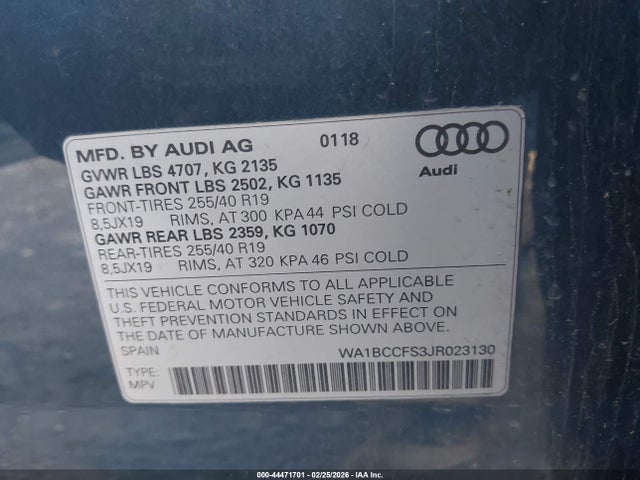 MFD. BY AUDI AG 0118
GVWR LBS 4707, KG 2135
GAWR FRONT LBS 2502, KG 1135
FRONT-TIRES 255/40 R19
8,5JX19 RIMS, AT 300 KPA 44 PSI COLD
GAWR REAR LBS 2359, KG 1070
REAR-TIRES 255/40 R19
8,5JX19 RIMS, AT 320 KPA 46 PSI COLD
Audi
THIS VEHICLE CONFORMS TO ALL APPLICABLE
U.S. FEDERAL MOTOR VEHICLE SAFETY AND
THEFT PREVENTION STANDARDS IN EFFECT ON
THE DATE OF MANUFACTURE SHOWN ABOVE.
SPAIN WA1BCCFS3JR023130
TYPE:
MPV
000-44471701 - 02/25/2026 - IAA Inc.